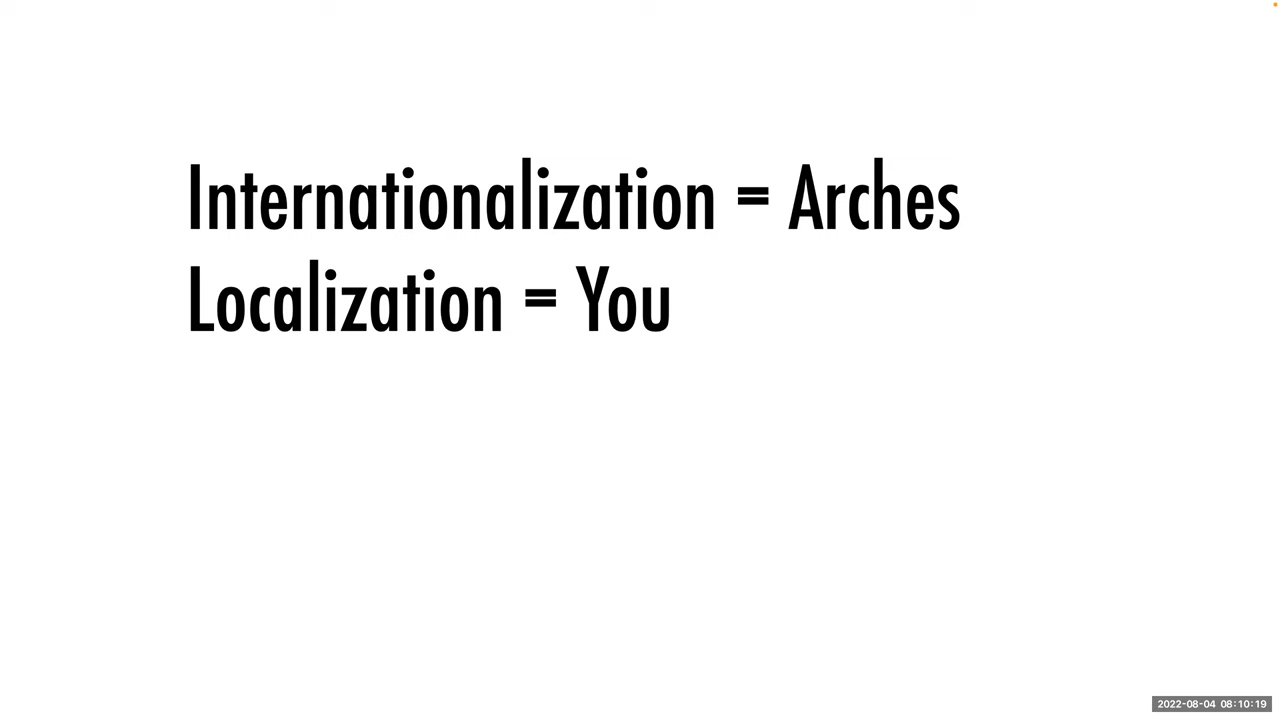 Internationalization = Arches
Localization = You
2022-08-04 08:10:19